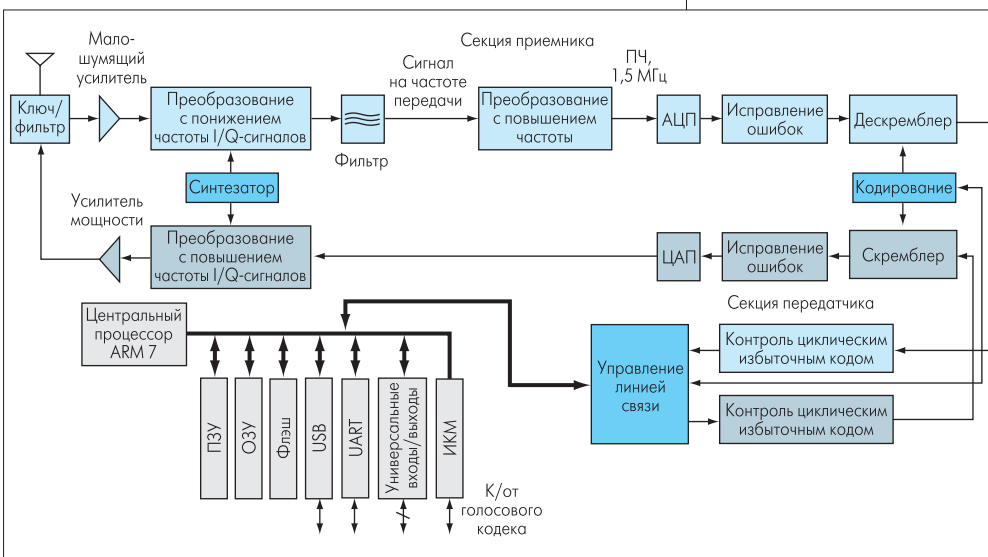 Мало-
шумящий
усилитель
Секция приемника
Сигнал
на частоте
передачи
ПЧ,
1,5 МГц
Ключ/
фильтр
Преобразование
с понижением
частоты I/Q-сигналов
Фильтр
Преобразование
с повышением
частоты
АЦП
Исправление
ошибок
Дескремблер
Синтезатор
Кодирование
Усилитель
мощности
Преобразование
с повышением
частоты I/Q-сигналов
ЦАП
Исправление
ошибок
Скремблер
Секция передатчика
Центральный
процессор
ARM 7
Управление
линией
связи
Контроль циклическим
избыточным кодом
Контроль циклическим
избыточным кодом
ПЗУ
ОЗУ
Флэш
USB
UART
Универсальные
входы/выходы
ИКМ
К/от
голосового
кодека